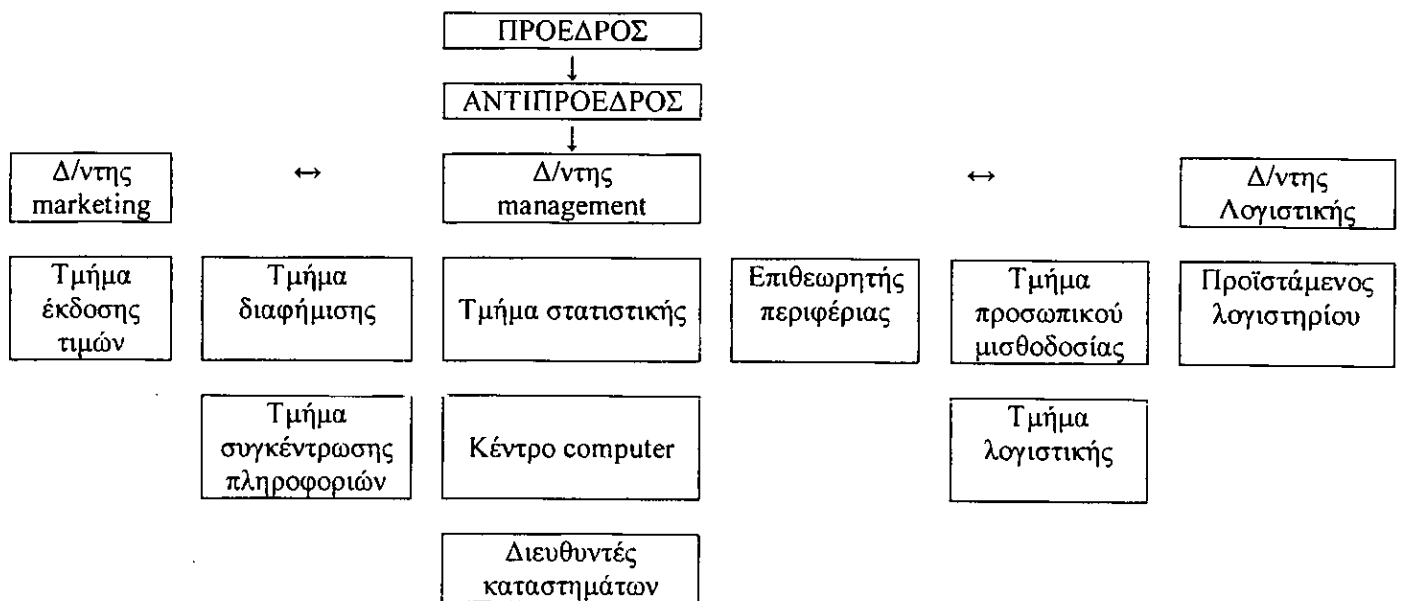 ΠΡΟΕΔΡΟΣ
↓
ΑΝΤΙΠΡΟΕΔΡΟΣ
↓
Δ/ντης
marketing
↔
Δ/ντης
management
↔
Δ/ντης
Λογιστικής
Τμήμα
έκδοσης
τιμών
Τμήμα
διαφήμισης
Τμήμα στατιστικής
Επιθεωρητής
περιφέριας
Τμήμα
προσωπικού
μισθοδοσίας
Προϊστάμενος
λογιστηρίου
Τμήμα
συγκέντρωσης
πληροφοριών
Κέντρο computer
Τμήμα
λογιστικής
Διευθυντές
καταστημάτων